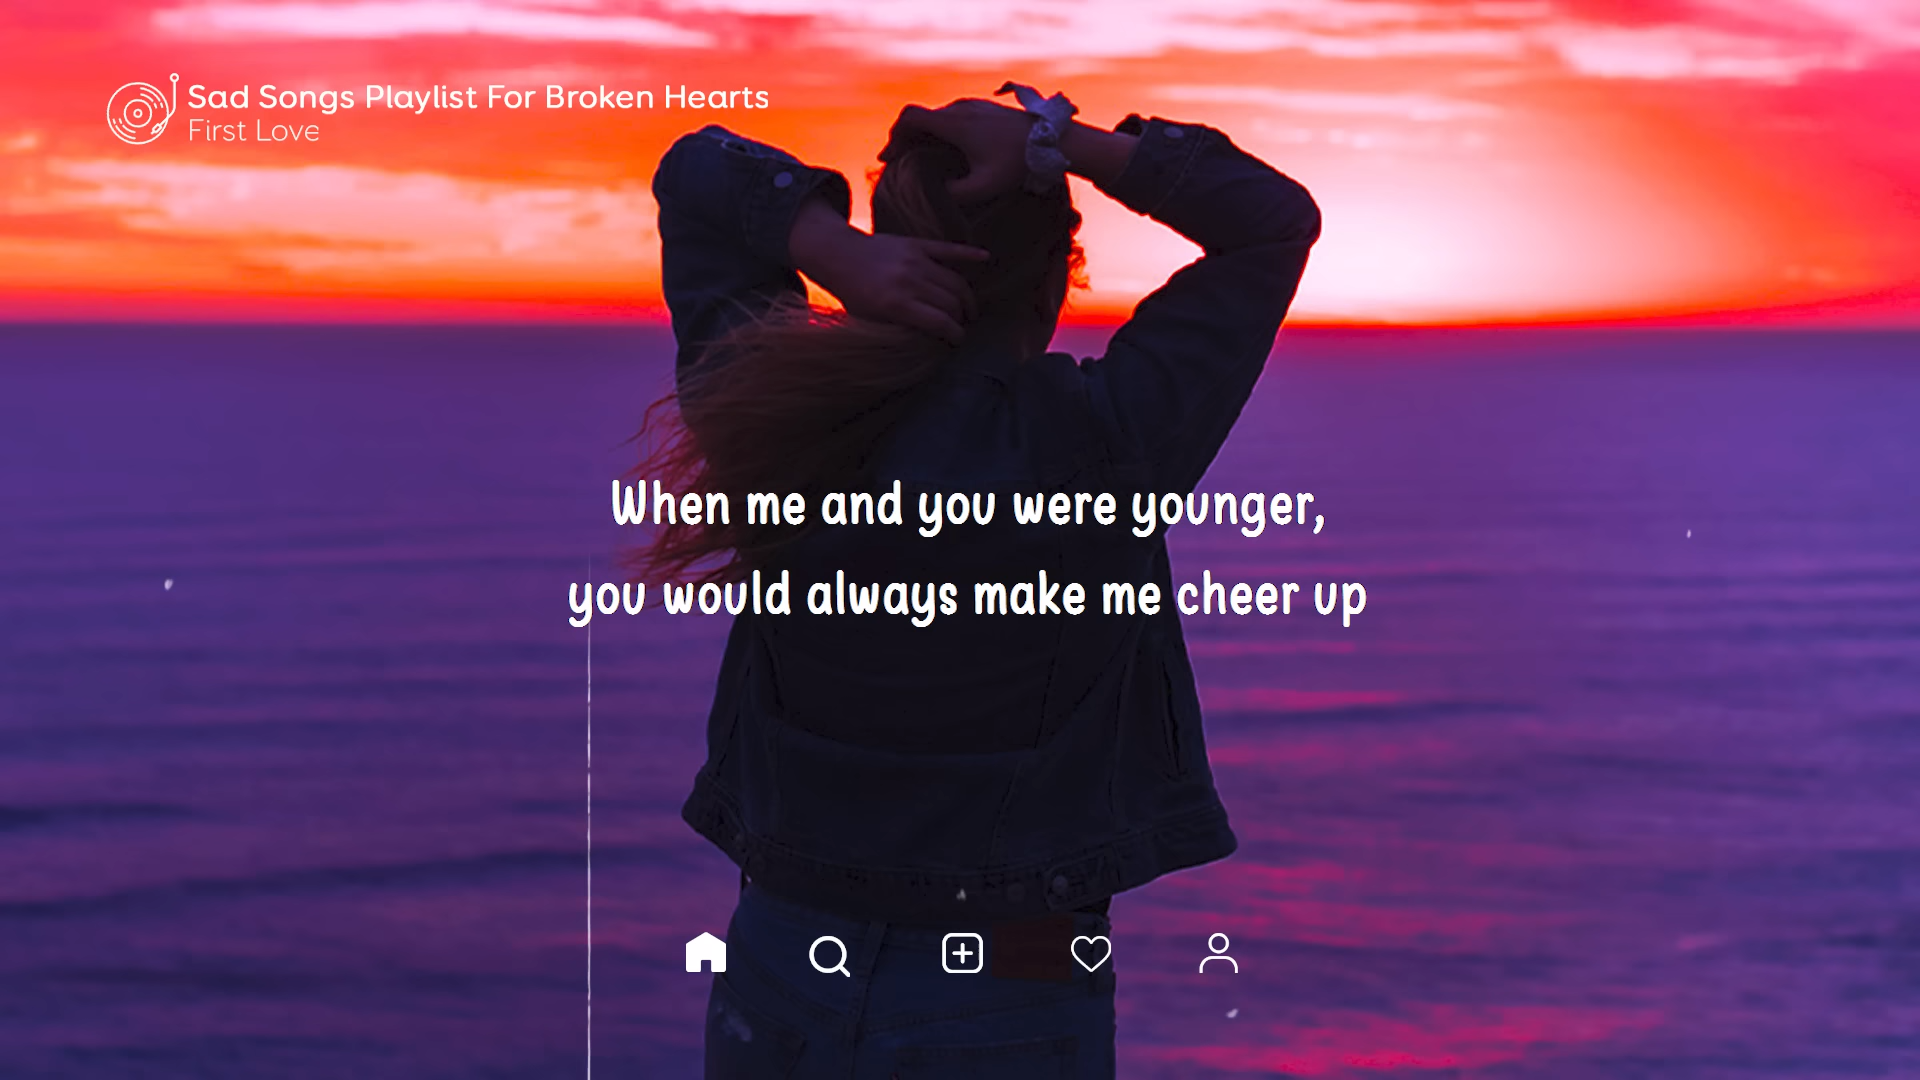 Sad Songs Playlist For Broken Hearts
First Love
When me and you were younger,
you would always make me cheer up